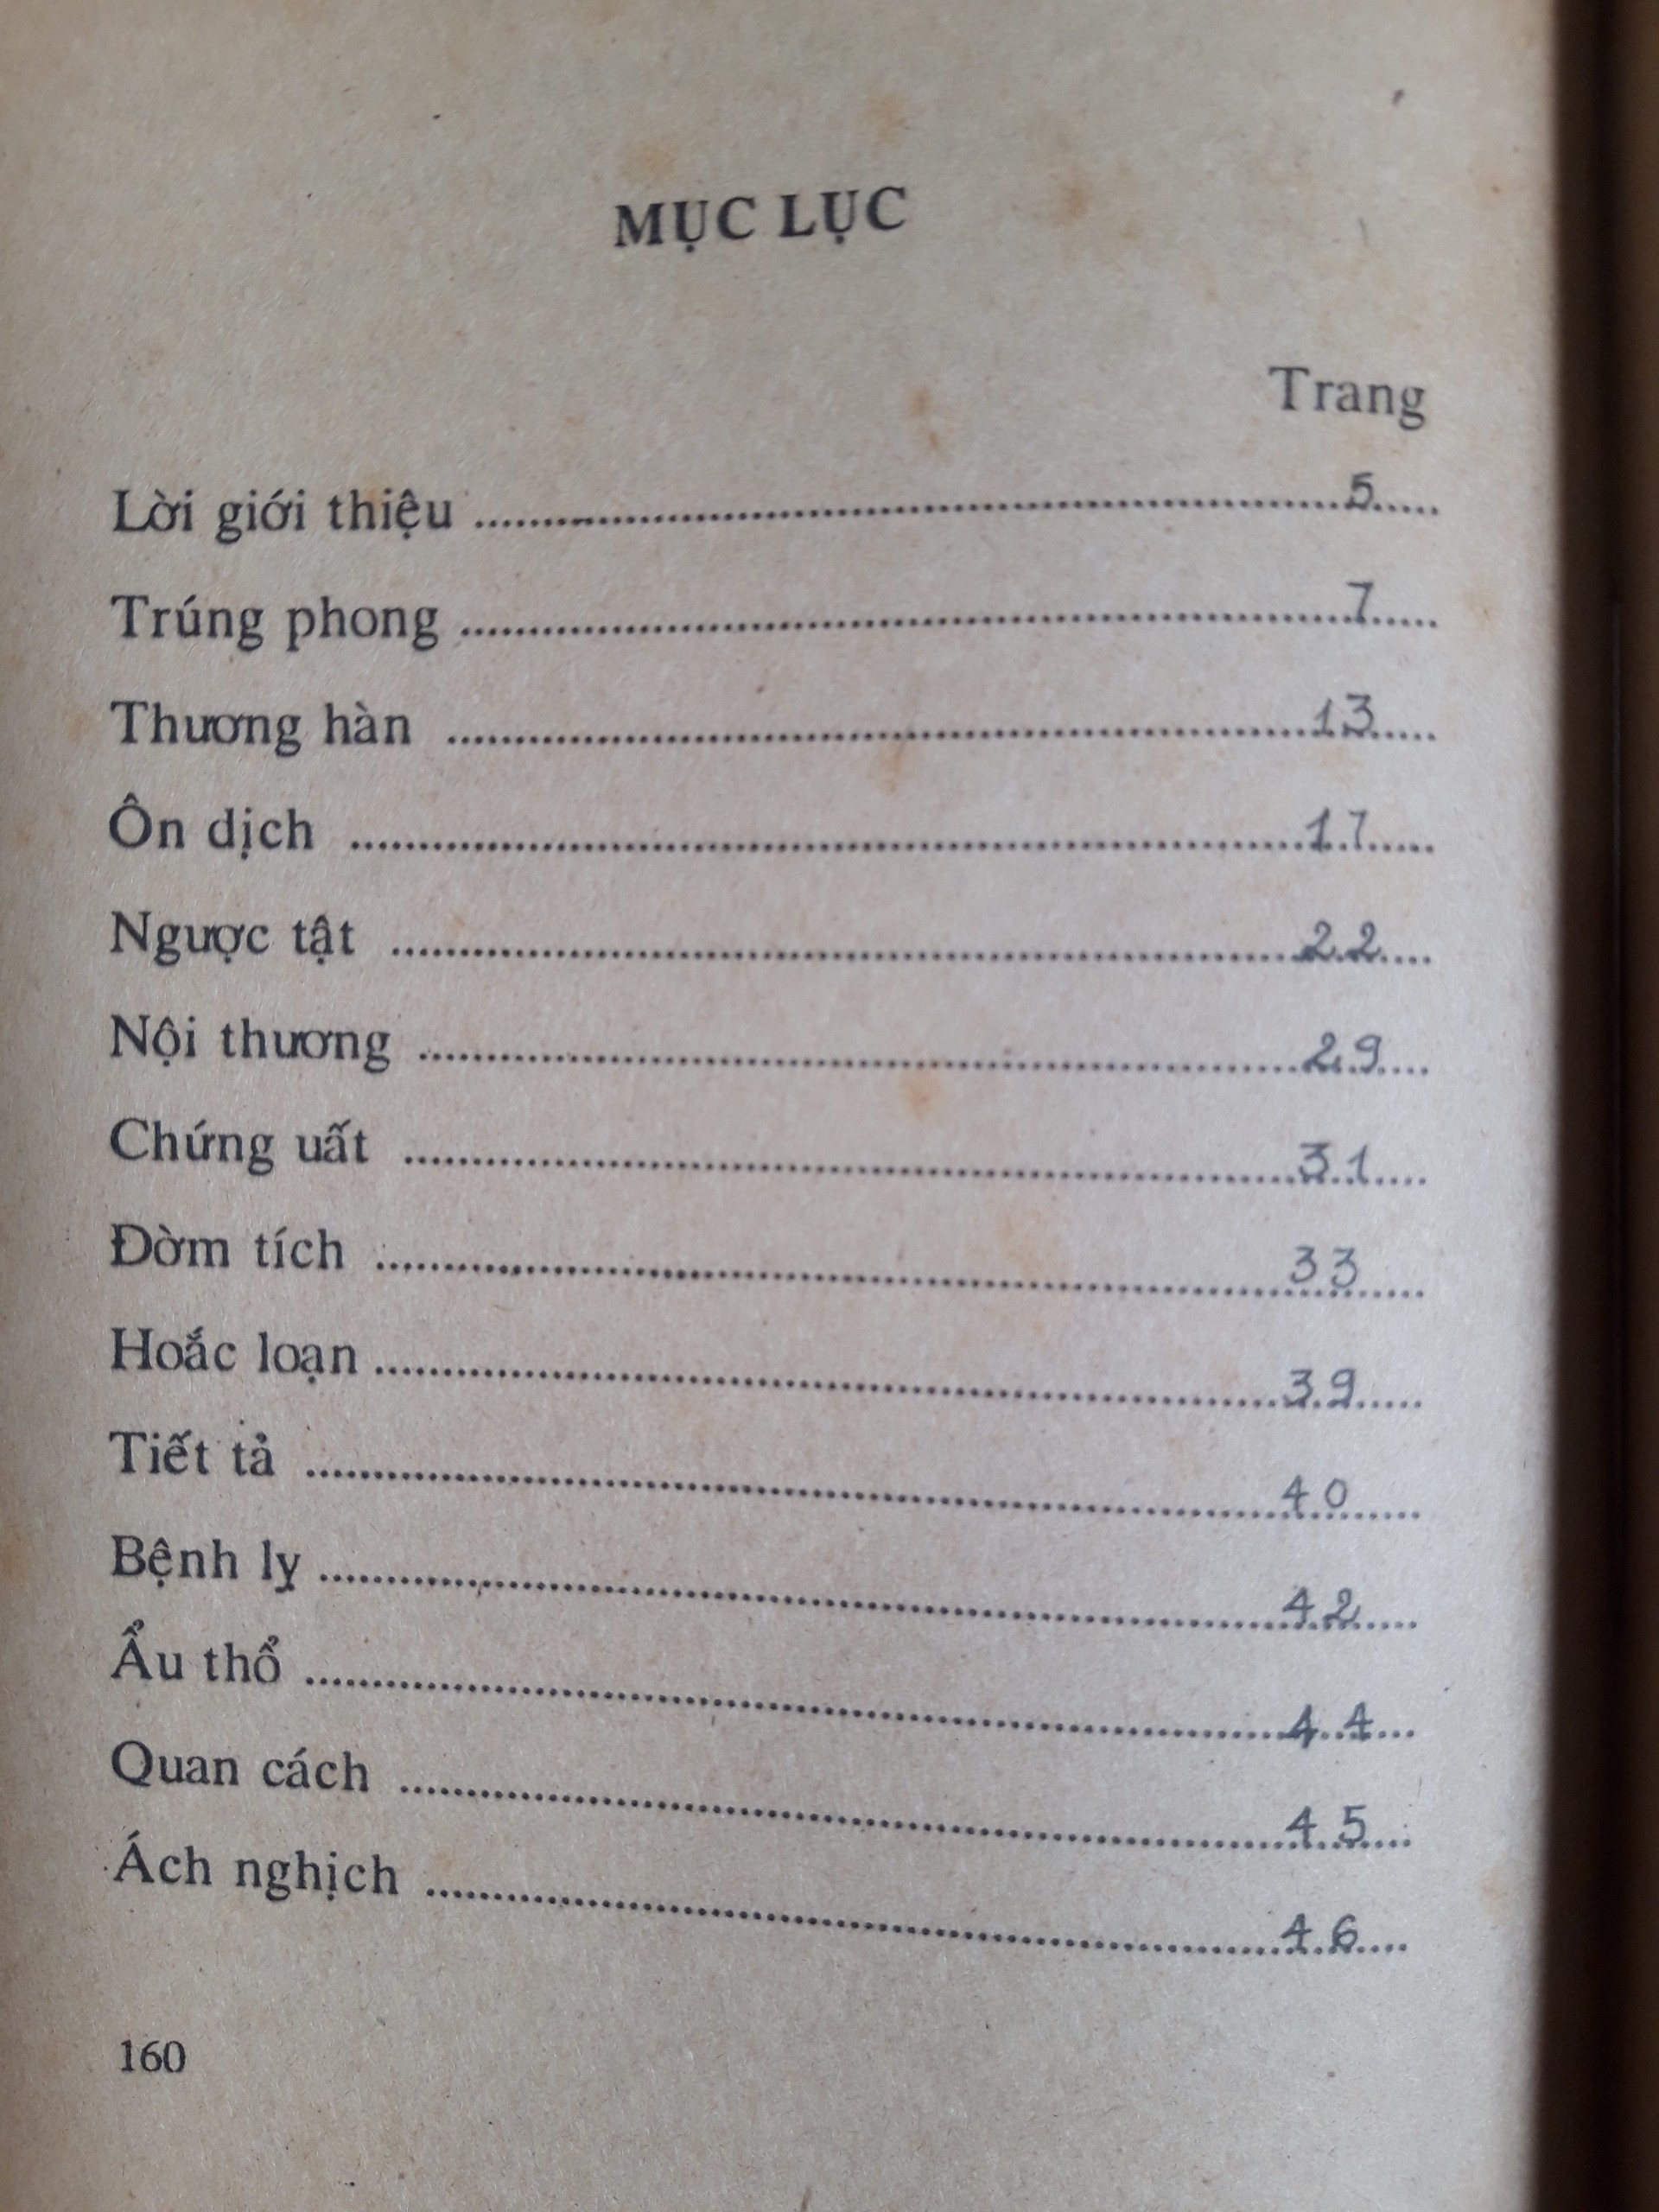 MỤC LỤC
Trang
Lời giới thiệu ........ 5
Trúng phong ........ 7
Thương hàn ........ 13
Ôn dịch ........ 17
Ngược tật ........ 22
Nội thương ........ 29
Chứng uất ........ 31
Đờm tích ........ 33
Hoắc loạn ........ 39
Tiết tả ........ 40
Bệnh lỵ ........ 42
Ẩu thổ ........ 44
Quan cách ........ 45
Ách nghịch ........ 46
160